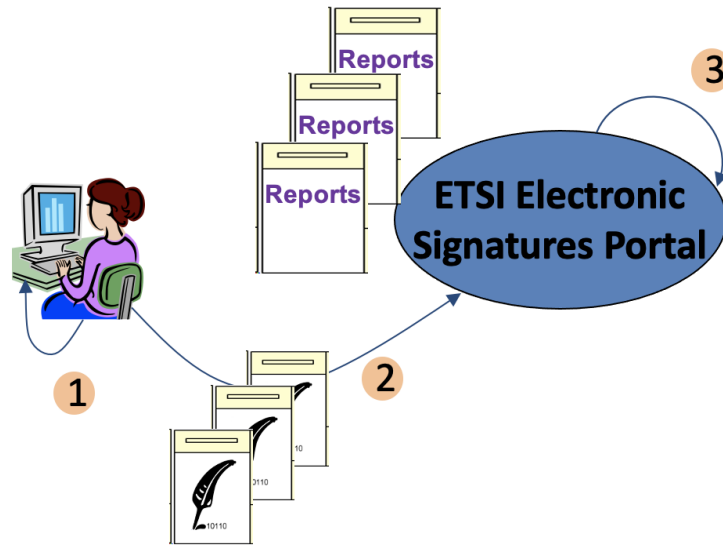 Reports
3
Reports
Reports
ETSI Electronic
Signatures Portal
1
2
10
0110
10110